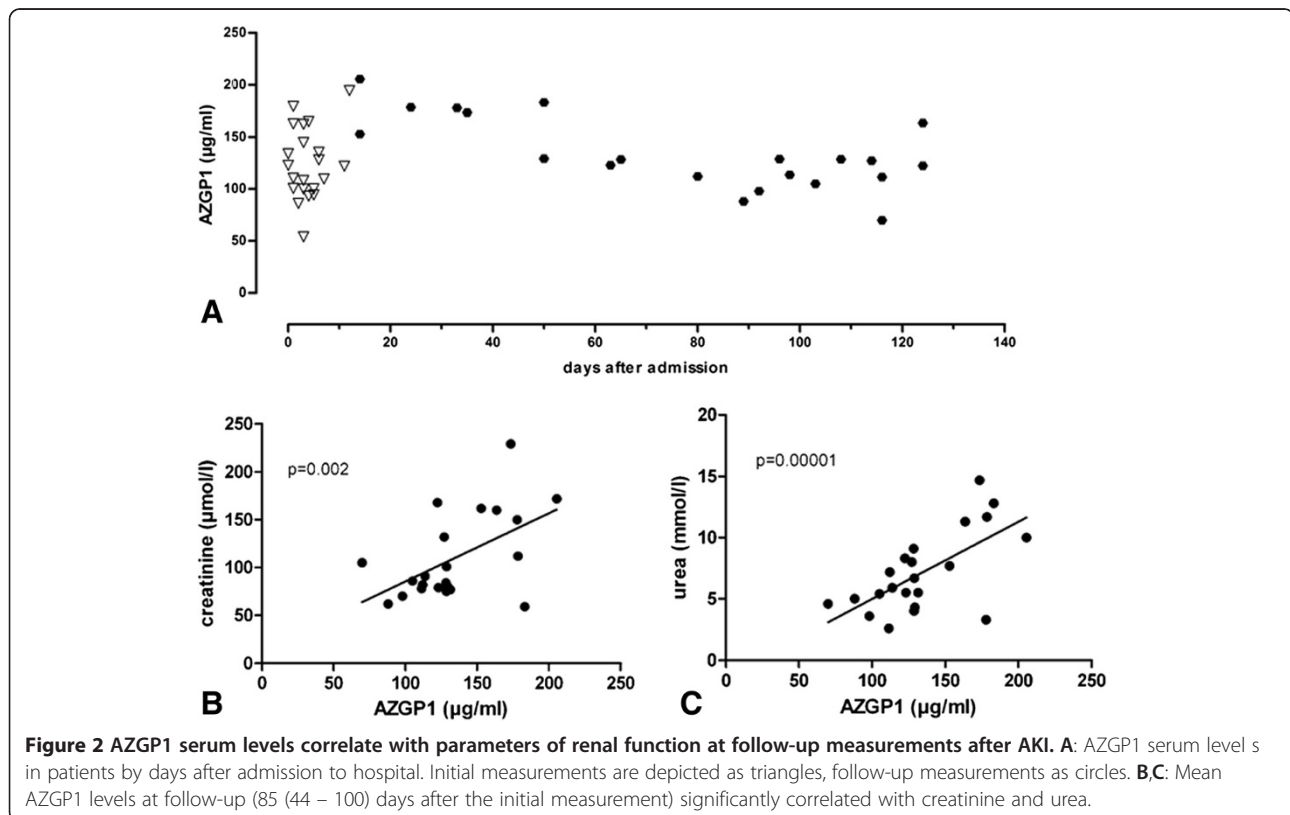 250
200
150
100
50
0
AZGP1 (µg/ml)
A
0 20 40 60 80 100 120 140
days after admission
250
200
150
100
50
0
creatinine (µmol/l)
p=0.002
0 50 100 150 200 250
B
AZGP1 (µg/ml)
20
15
10
5
0
urea (mmol/l)
p=0.00001
0 50 100 150 200 250
C
AZGP1 (µg/ml)
Figure 2 AZGP1 serum levels correlate with parameters of renal function at follow-up measurements after AKI. A: AZGP1 serum level s
in patients by days after admission to hospital. Initial measurements are depicted as triangles, follow-up measurements as circles. B,C: Mean
AZGP1 levels at follow-up (85 (44 – 100) days after the initial measurement) significantly correlated with creatinine and urea.